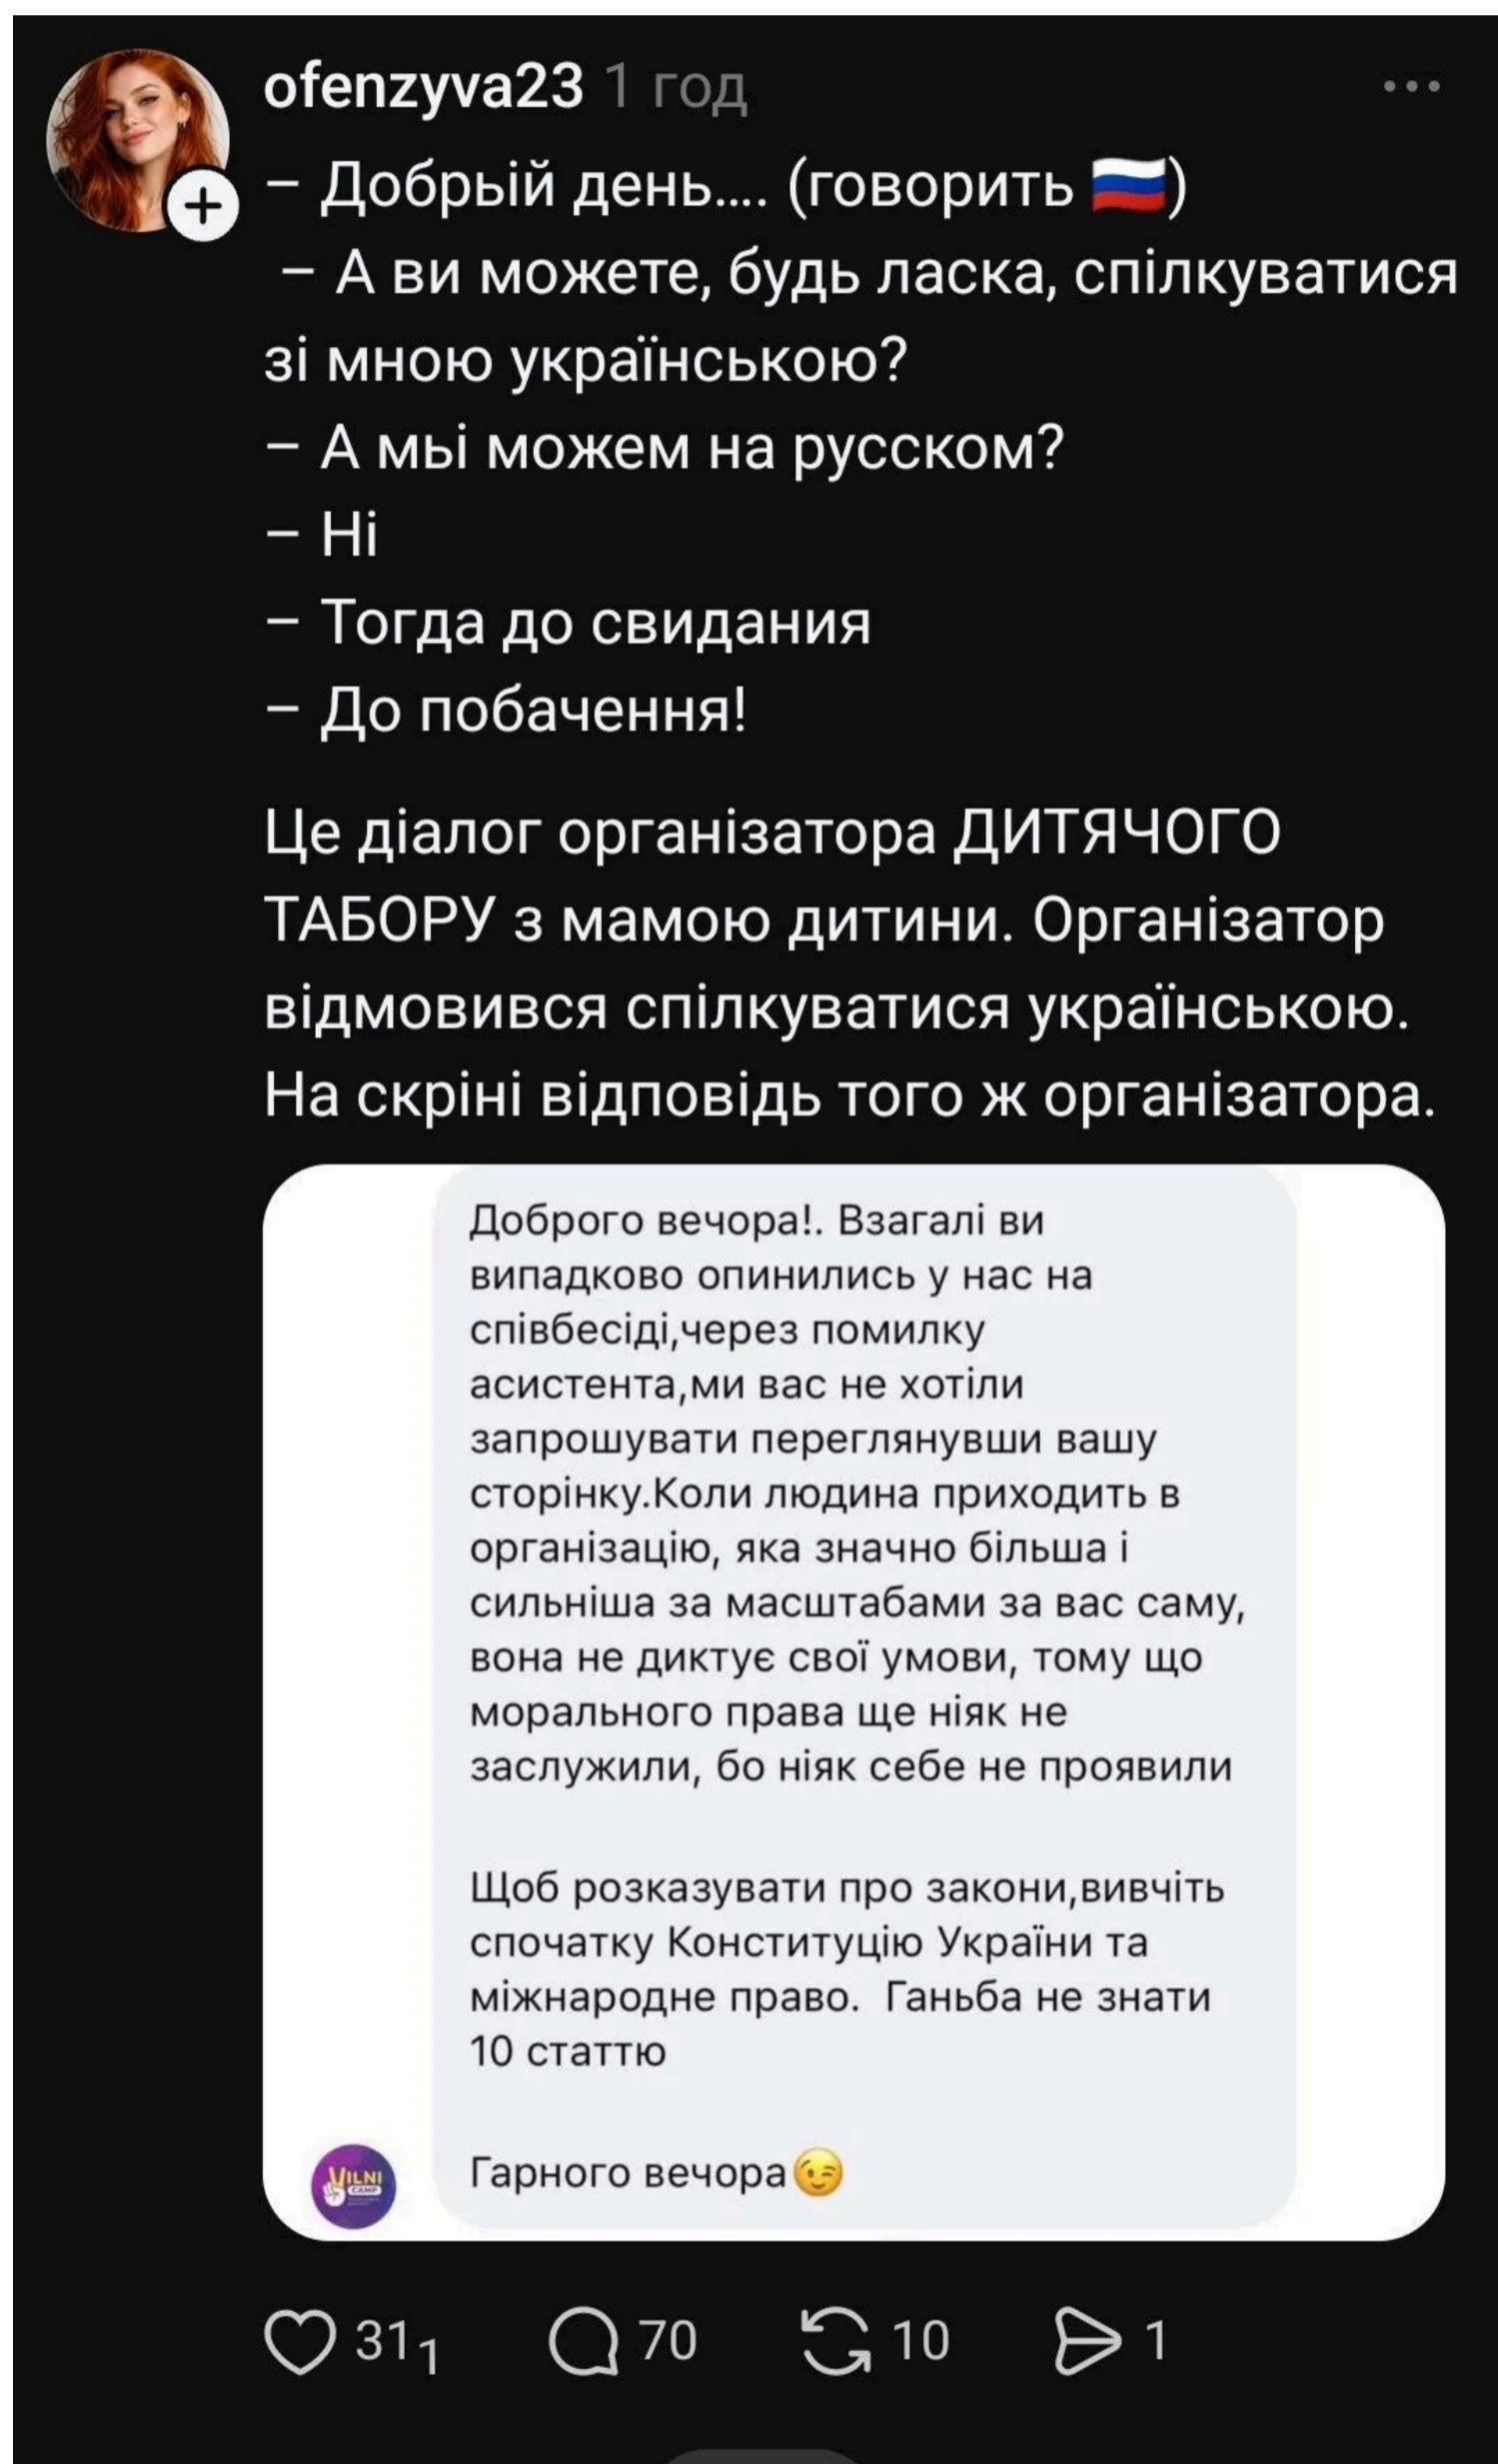 ofenzyva23 1 год
– Добрьій день.... (говорить 🇷🇺)
– А ви можете, будь ласка, спілкуватися
зі мною українською?
– А мьі можем на русском?
– Ні
– Тогда до свидания
– До побачення!
Це діалог організатора ДИТЯЧОГО
ТАБОРУ з мамою дитини. Організатор
відмовився спілкуватися українською.
На скріні відповідь того ж організатора.
Доброго вечора!. Взагалі ви
випадково опинились у нас на
співбесіді,через помилку
асистента,ми вас не хотіли
запрошувати переглянувши вашу
сторінку.Коли людина приходить в
організацію, яка значно більша і
сильніша за масштабами за вас саму,
вона не диктує свої умови, тому що
морального права ще ніяк не
заслужили, бо ніяк себе не проявили
Щоб розказувати про закони,вивчіть
спочатку Конституцію України та
міжнародне право.  Ганьба не знати
10 статтю
Гарного вечора😉
VILNI
CAMP
311 70 10 1